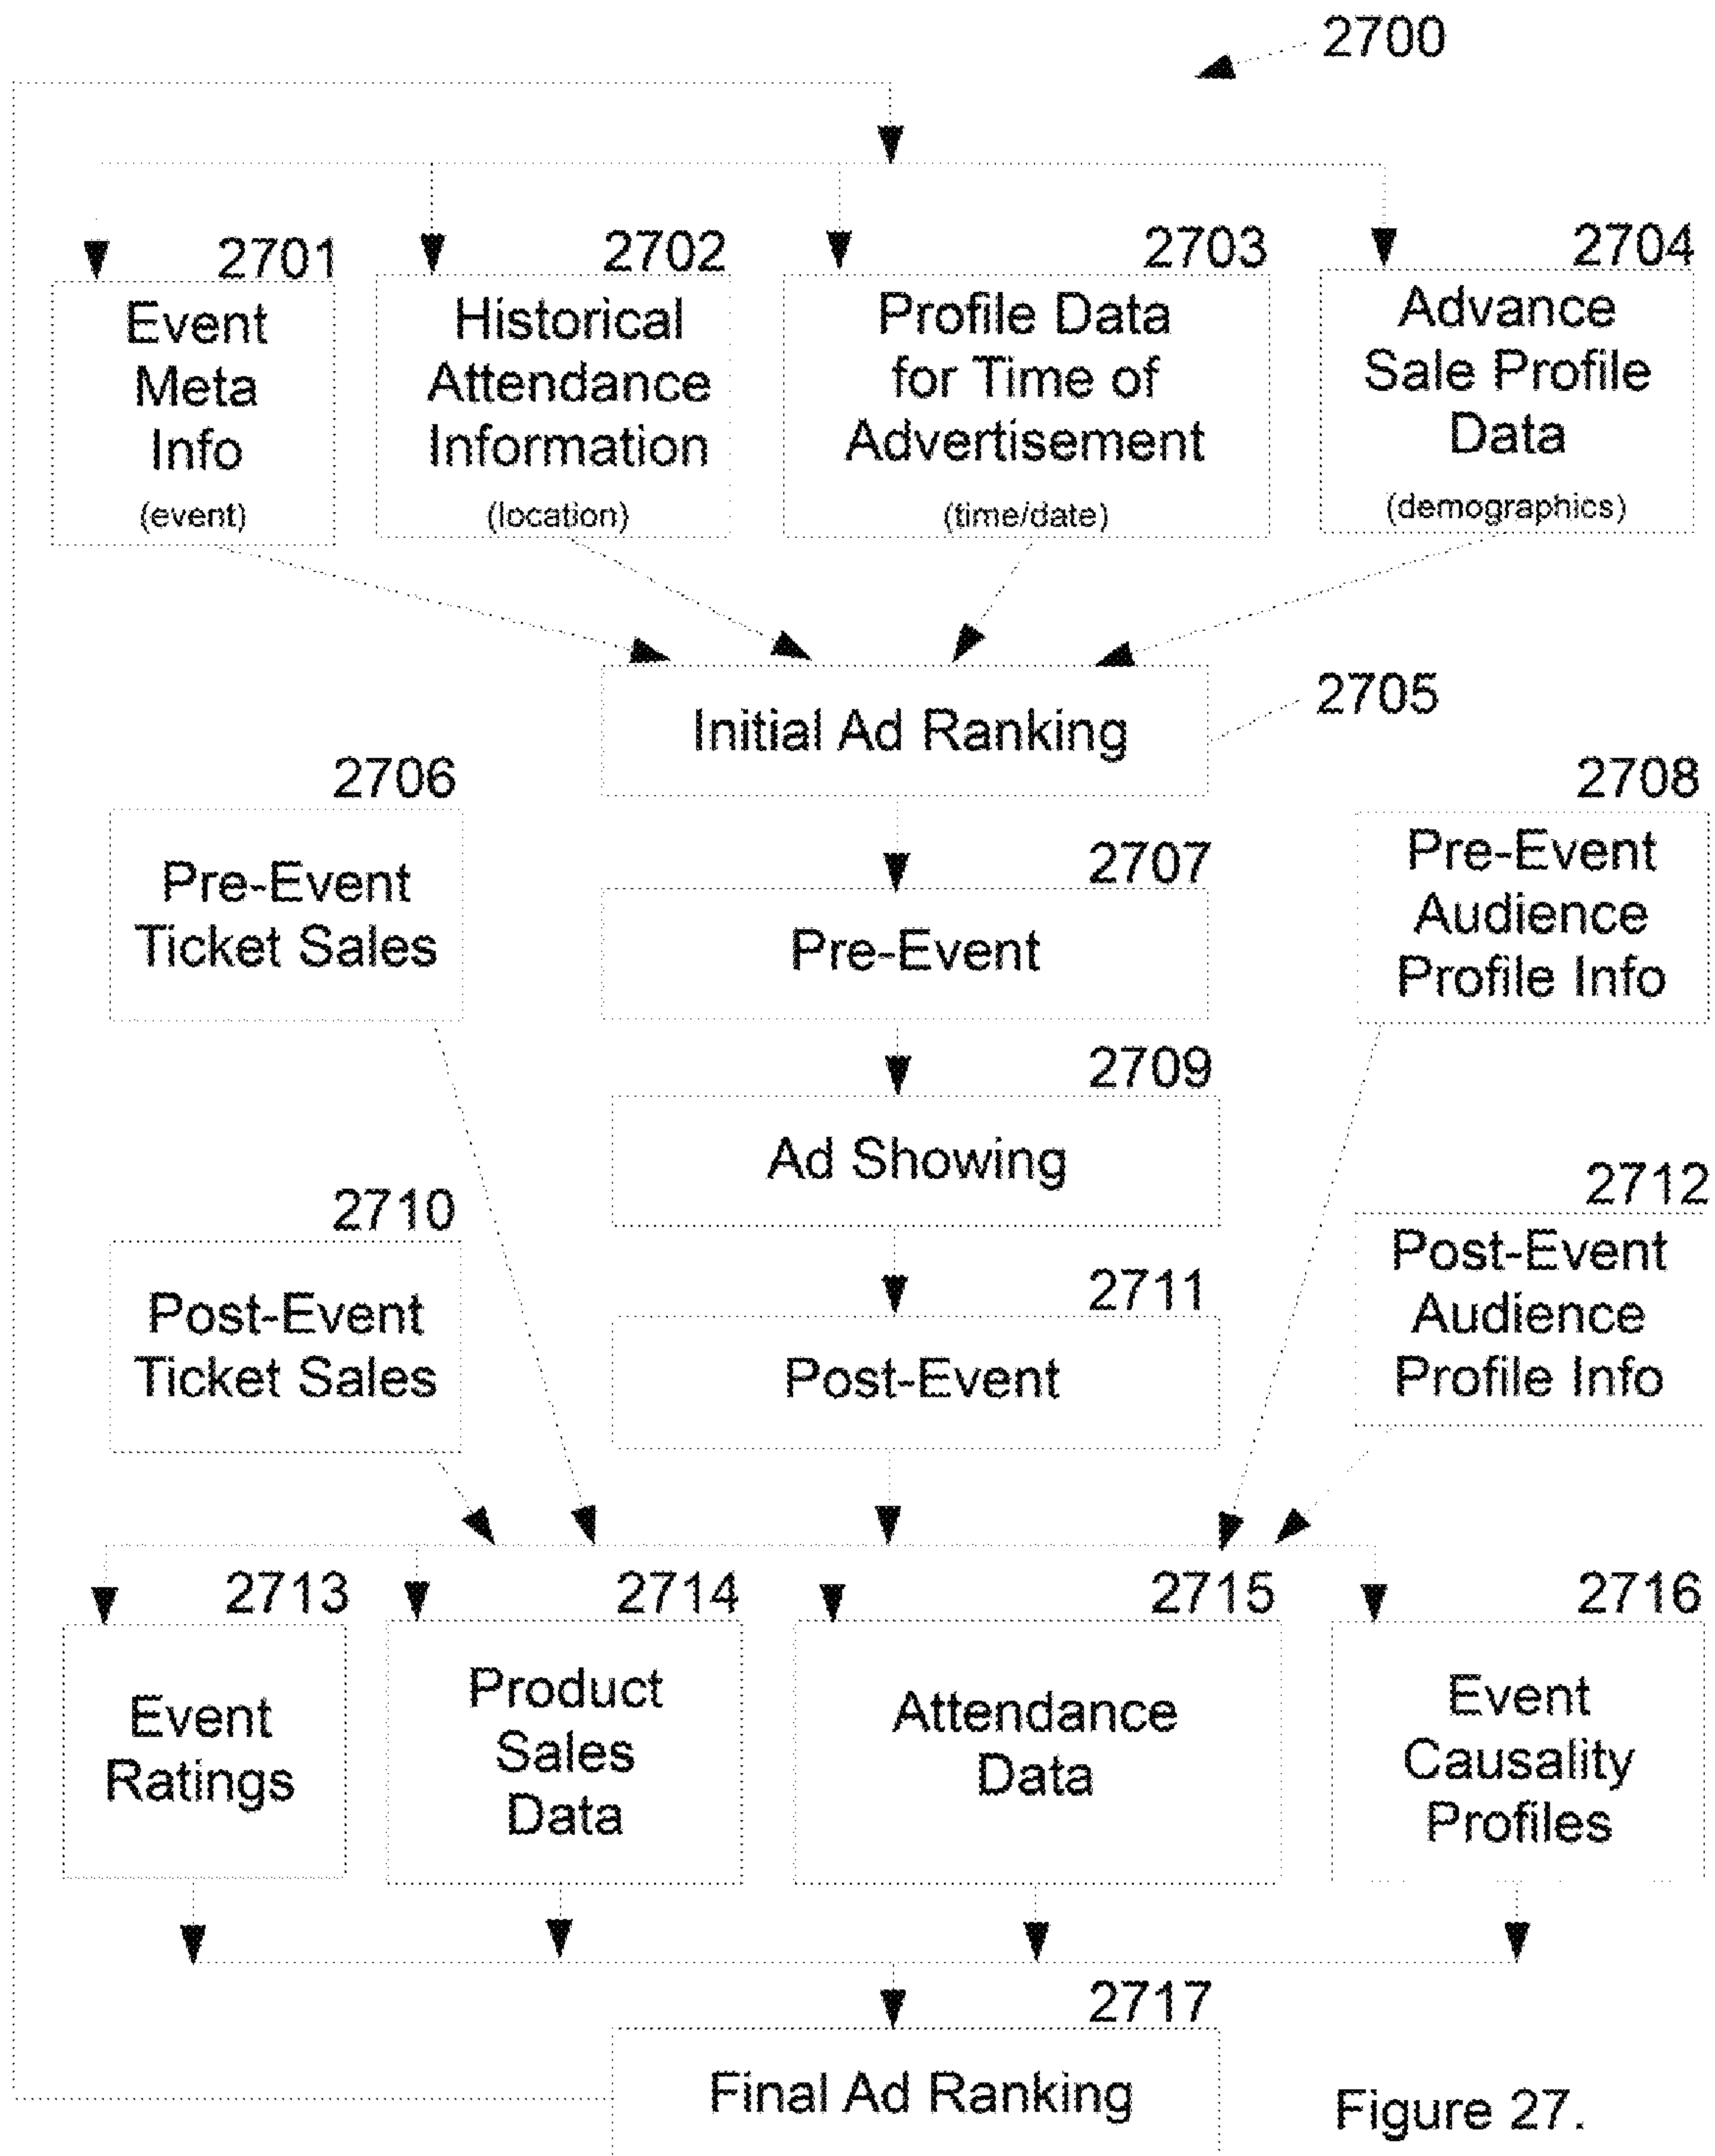 2700
2701
Event
Meta
Info
(event)
2702
Historical
Attendance
Information
(location)
2703
Profile Data
for Time of
Advertisement
(time/date)
2704
Advance
Sale Profile
Data
(demographics)
Initial Ad Ranking
2705
2706
Pre-Event
Ticket Sales
2707
Pre-Event
2708
Pre-Event
Audience
Profile Info
2709
Ad Showing
2710
Post-Event
Ticket Sales
2711
Post-Event
2712
Post-Event
Audience
Profile Info
2713
Event
Ratings
2714
Product
Sales
Data
2715
Attendance
Data
2716
Event
Causality
Profiles
2717
Final Ad Ranking
Figure 27.